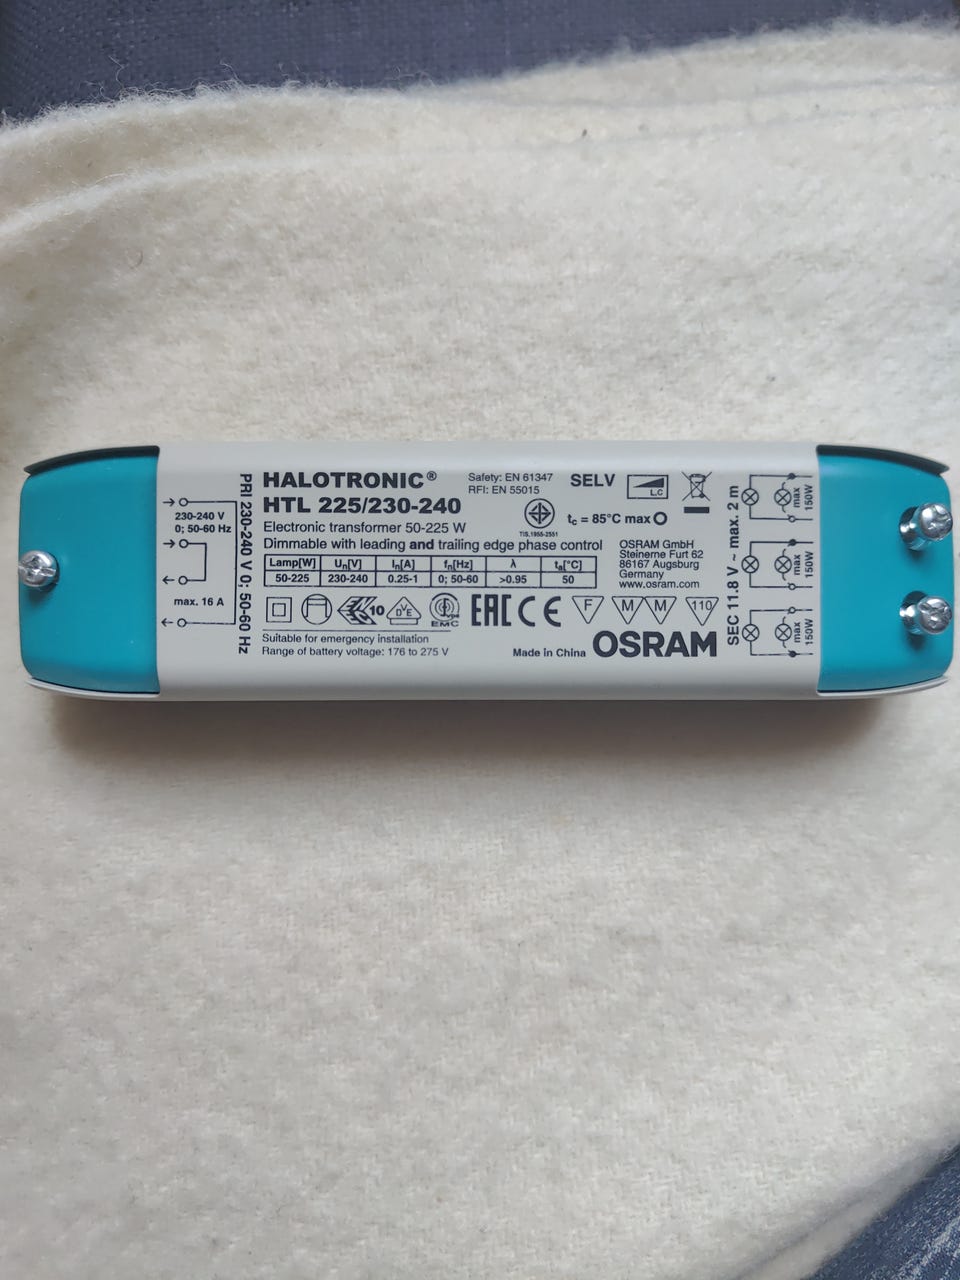 230-240 V
0; 50-60 Hz
max. 16 A
PRI 230-240 V 0; 50-60 Hz
HALOTRONIC®
HTL 225/230-240
Electronic transformer 50-225 W
Dimmable with leading and trailing edge phase control
Safety: EN 61347
RFI: EN 55015
SELV
L,C
TIS.1955-2551
tc = 85°C max
Lamp[W] Un[V] In[A] fn[Hz] λ ta[°C]
50-225 230-240 0.25-1 0; 50-60 >0.95 50
OSRAM GmbH
Steinerne Furt 62
86167 Augsburg
Germany
www.osram.com
10
VDE
EMC
EAC CE F M M 110
Suitable for emergency installation
Range of battery voltage: 176 to 275 V
Made in China OSRAM
SEC 11.8 V ~ max. 2 m
max 150W
max 150W
max 150W